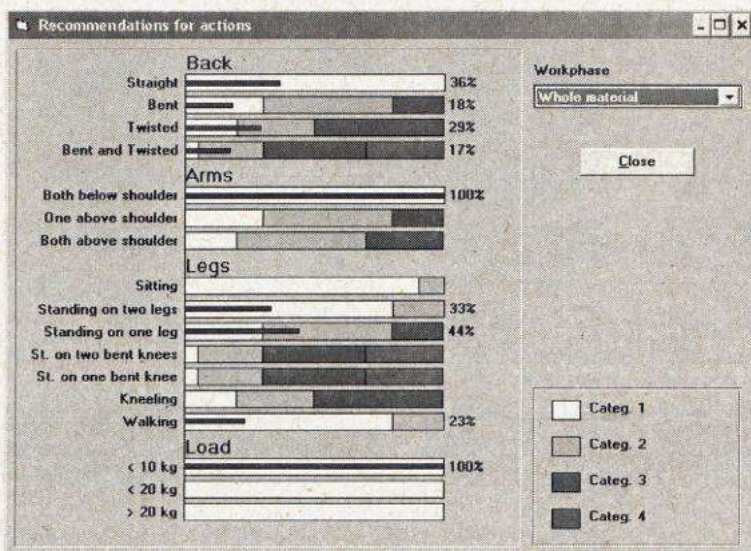 Recommendations for actions
Back
Straight 36%
Bent 18%
Twisted 29%
Bent and Twisted 17%
Arms
Both below shoulder 100%
One above shoulder
Both above shoulder
Legs
Sitting
Standing on two legs 33%
Standing on one leg 44%
St. on two bent knees
St. on one bent knee
Kneeling
Walking 23%
Load
< 10 kg 100%
< 20 kg
> 20 kg
Workphase
Whole material
Close
Categ. 1
Categ. 2
Categ. 3
Categ. 4